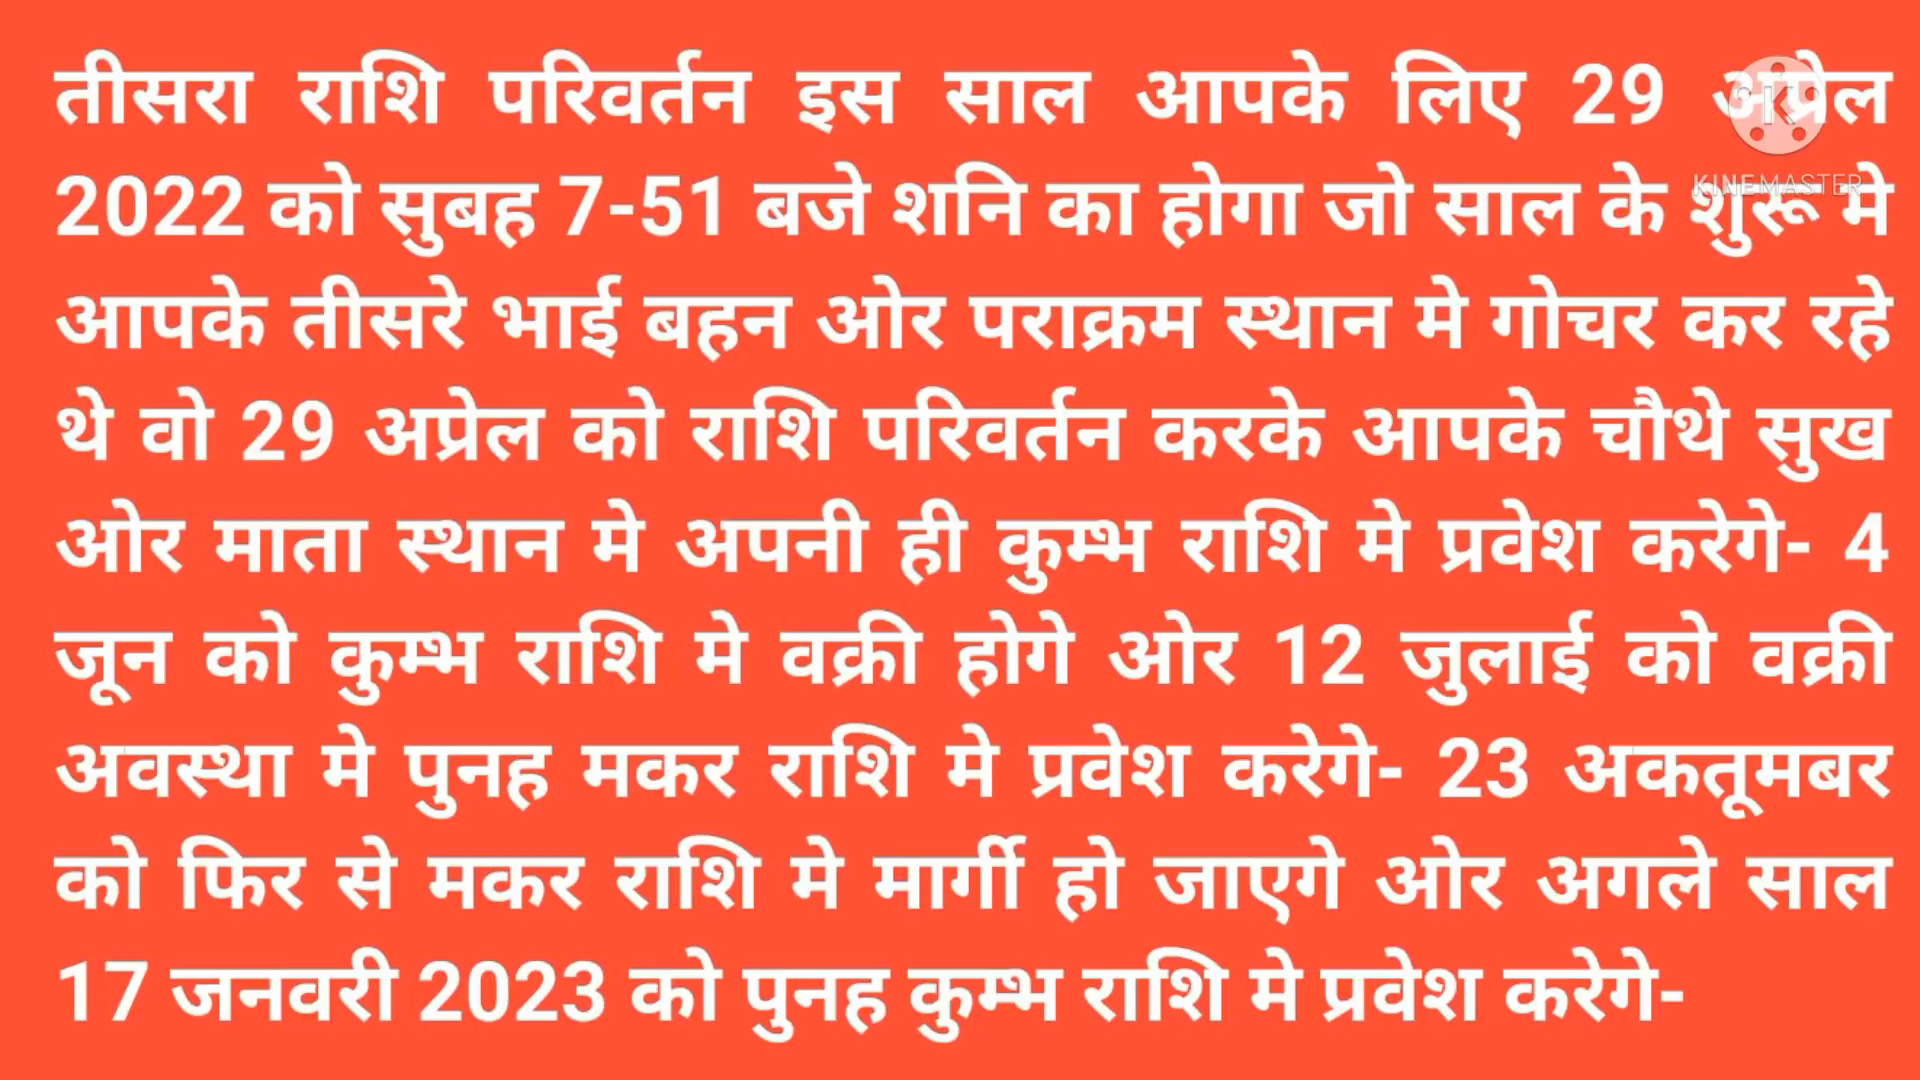 तीसरा राशि परिवर्तन इस साल आपके लिए 29 अप्रेल
2022 को सुबह 7-51 बजे शनि का होगा जो साल के शुरू मे
आपके तीसरे भाई बहन ओर पराक्रम स्थान मे गोचर कर रहे
थे वो 29 अप्रेल को राशि परिवर्तन करके आपके चौथे सुख
ओर माता स्थान मे अपनी ही कुम्भ राशि मे प्रवेश करेगे- 4
जून को कुम्भ राशि मे वक्री होगे ओर 12 जुलाई को वक्री
अवस्था मे पुनह मकर राशि मे प्रवेश करेगे- 23 अकतूमबर
को फिर से मकर राशि मे मार्गी हो जाएगे ओर अगले साल
17 जनवरी 2023 को पुनह कुम्भ राशि मे प्रवेश करेगे-
K
KINEMASTER